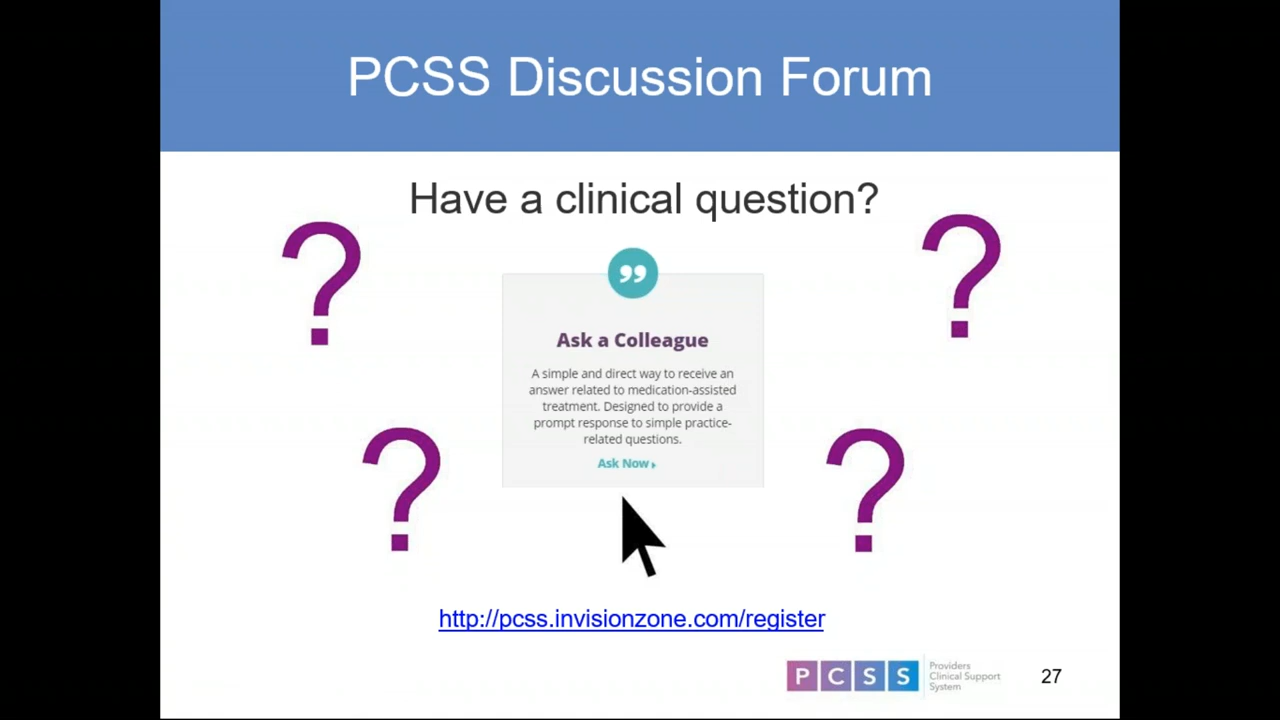 PCSS Discussion Forum
Have a clinical question?
?
?
”
Ask a Colleague
A simple and direct way to receive an
answer related to medication-assisted
treatment. Designed to provide a
prompt response to simple practice-
related questions.
Ask Now
?
?
http://pcss.invisionzone.com/register
PCSS
Providers
Clinical Support
System
27